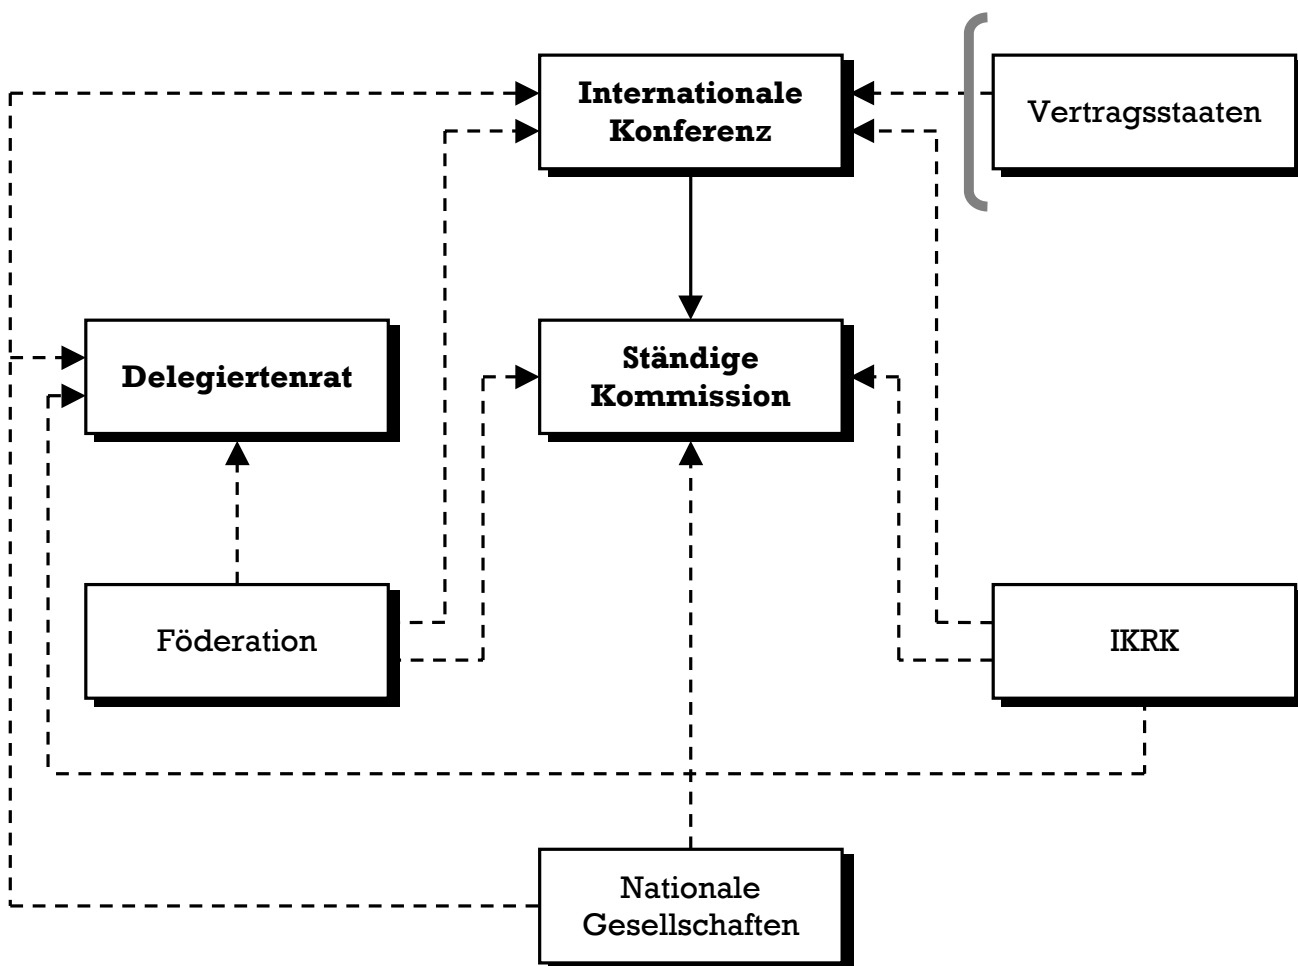 Internationale
Konferenz
Vertragsstaaten
Delegiertenrat
Ständige
Kommission
Föderation
IKRK
Nationale
Gesellschaften